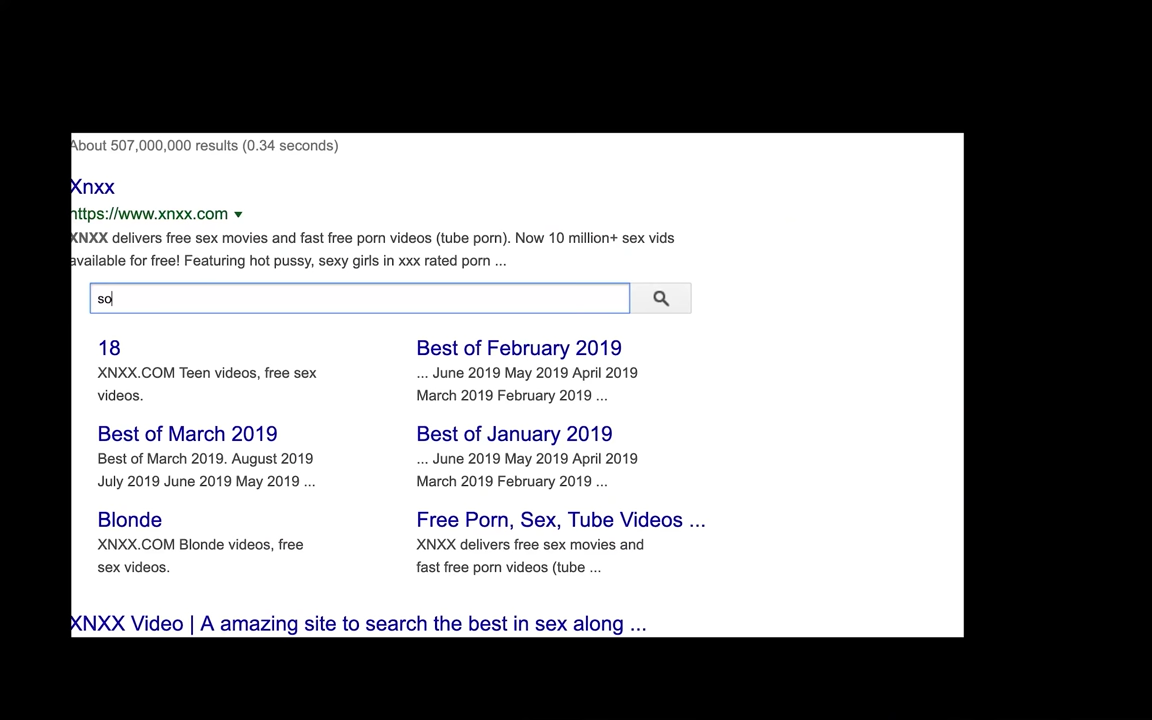 About 507,000,000 results (0.34 seconds)
Xnxx
https://www.xnxx.com
XNXX delivers free sex movies and fast free porn videos (tube porn). Now 10 million+ sex vids
available for free! Featuring hot pussy, sexy girls in xxx rated porn ...
so
18
XNXX.COM Teen videos, free sex
videos.
Best of February 2019
... June 2019 May 2019 April 2019
March 2019 February 2019 ...
Best of March 2019
Best of March 2019. August 2019
July 2019 June 2019 May 2019 ...
Best of January 2019
... June 2019 May 2019 April 2019
March 2019 February 2019 ...
Blonde
XNXX.COM Blonde videos, free
sex videos.
Free Porn, Sex, Tube Videos ...
XNXX delivers free sex movies and
fast free porn videos (tube ...
XNXX Video | A amazing site to search the best in sex along ...